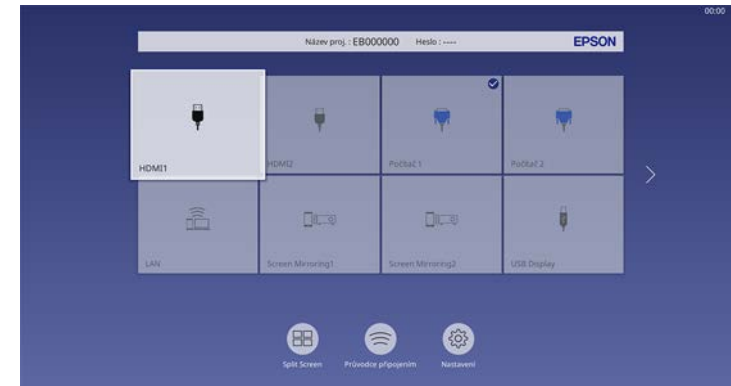 00:00
Název proj. : EB000000 Heslo : ---- EPSON
HDMI1
HDMI2
Počítač 1
Počítač 2
LAN
Screen Mirroring1
Screen Mirroring2
USB Display
Split Screen
Průvodce připojením
Nastavení